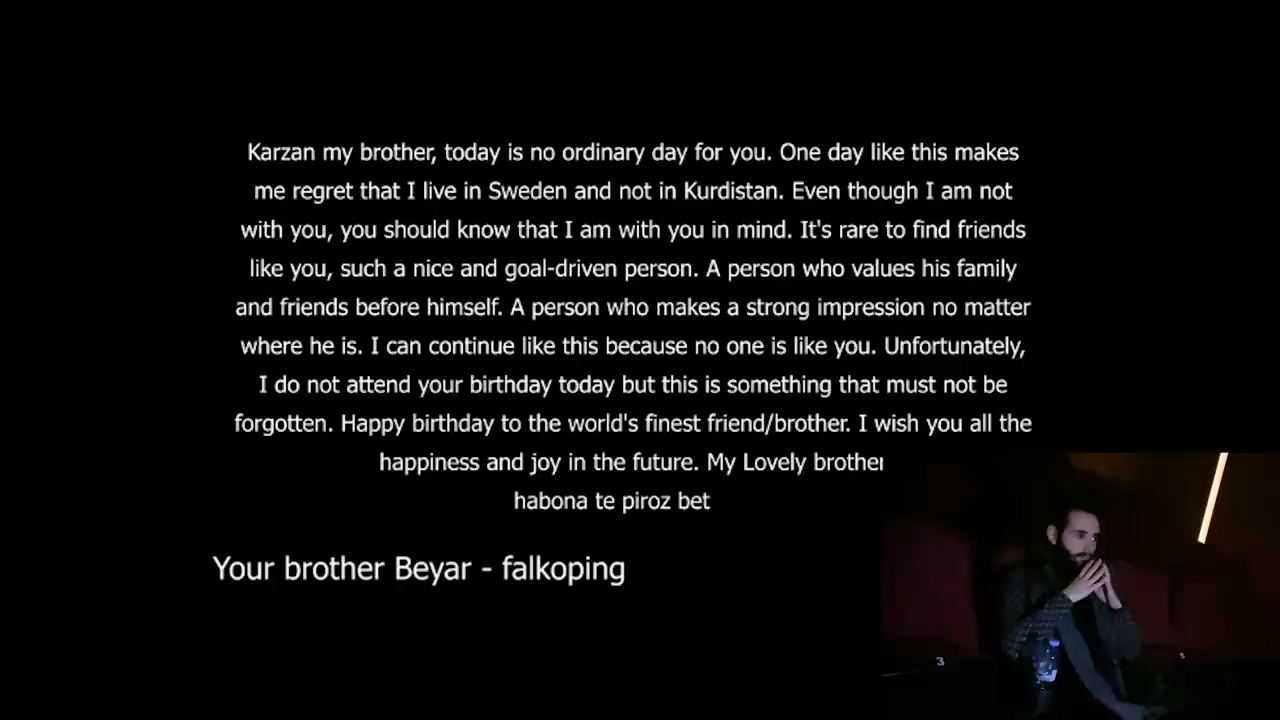 Karzan my brother, today is no ordinary day for you. One day like this makes
me regret that I live in Sweden and not in Kurdistan. Even though I am not
with you, you should know that I am with you in mind. It's rare to find friends
like you, such a nice and goal-driven person. A person who values his family
and friends before himself. A person who makes a strong impression no matter
where he is. I can continue like this because no one is like you. Unfortunately,
I do not attend your birthday today but this is something that must not be
forgotten. Happy birthday to the world's finest friend/brother. I wish you all the
happiness and joy in the future. My Lovely brother
habona te piroz bet
Your brother Beyar - falkoping
3